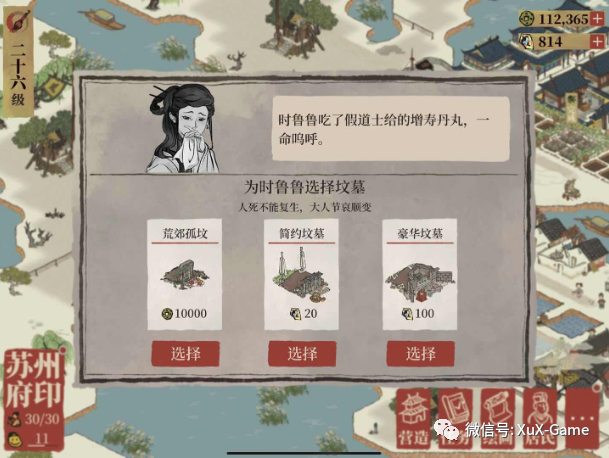 二十六级
112,365
814
时鲁鲁吃了假道士给的增寿丹丸，一
命呜呼。
为时鲁鲁选择坟墓
人死不能复生，大人节哀顺变
荒郊孤坟
简约坟墓
豪华坟墓
10000
20
100
选择
选择
选择
苏州
府印
30/30
11
营造
居民
微信号: XuX-Game